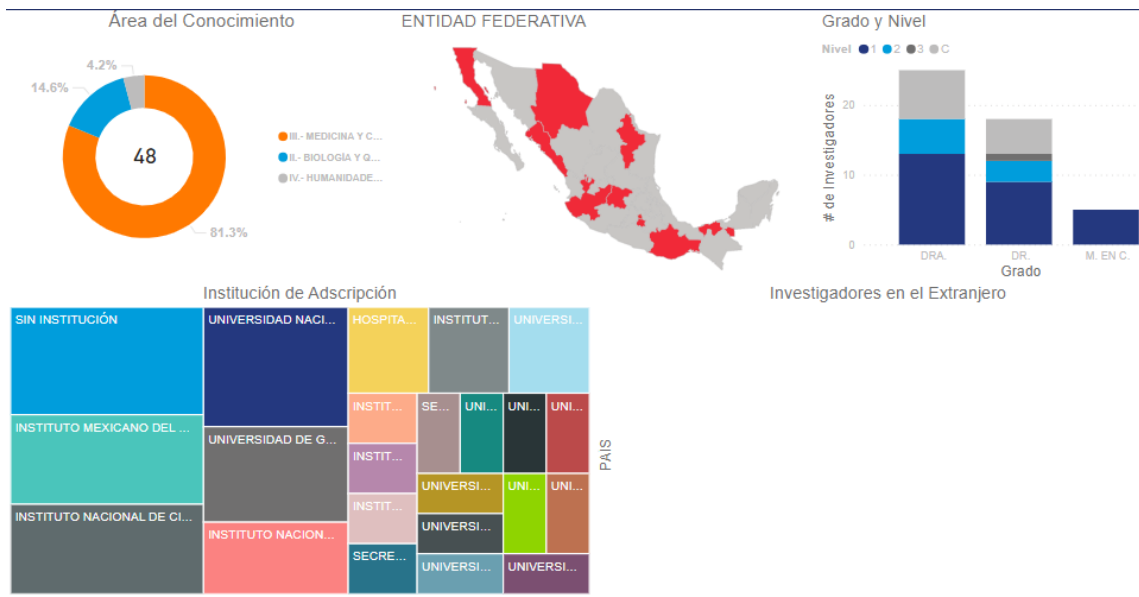 Área del Conocimiento
4.2%
14.6%
48
81.3%
III.- MEDICINA Y C...
II.- BIOLOGÍA Y Q...
IV.- HUMANIDADE...
ENTIDAD FEDERATIVA
Grado y Nivel
Nivel 1 2 3 C
# de Investigadores
20
10
0
DRA.
DR.
M. EN C.
Grado
Institución de Adscripción
SIN INSTITUCIÓN
INSTITUTO MEXICANO DEL ...
INSTITUTO NACIONAL DE CI...
UNIVERSIDAD NACI...
UNIVERSIDAD DE G...
INSTITUTO NACION...
HOSPITA...
INSTITUT...
UNIVERSI...
INSTIT...
INSTIT...
INSTIT...
SECRE...
SE...
UNI...
UNI...
UNI...
UNIVERSI...
UNI...
UNI...
UNIVERSI...
UNIVERSI...
UNIVERSI...
Investigadores en el Extranjero
PAIS